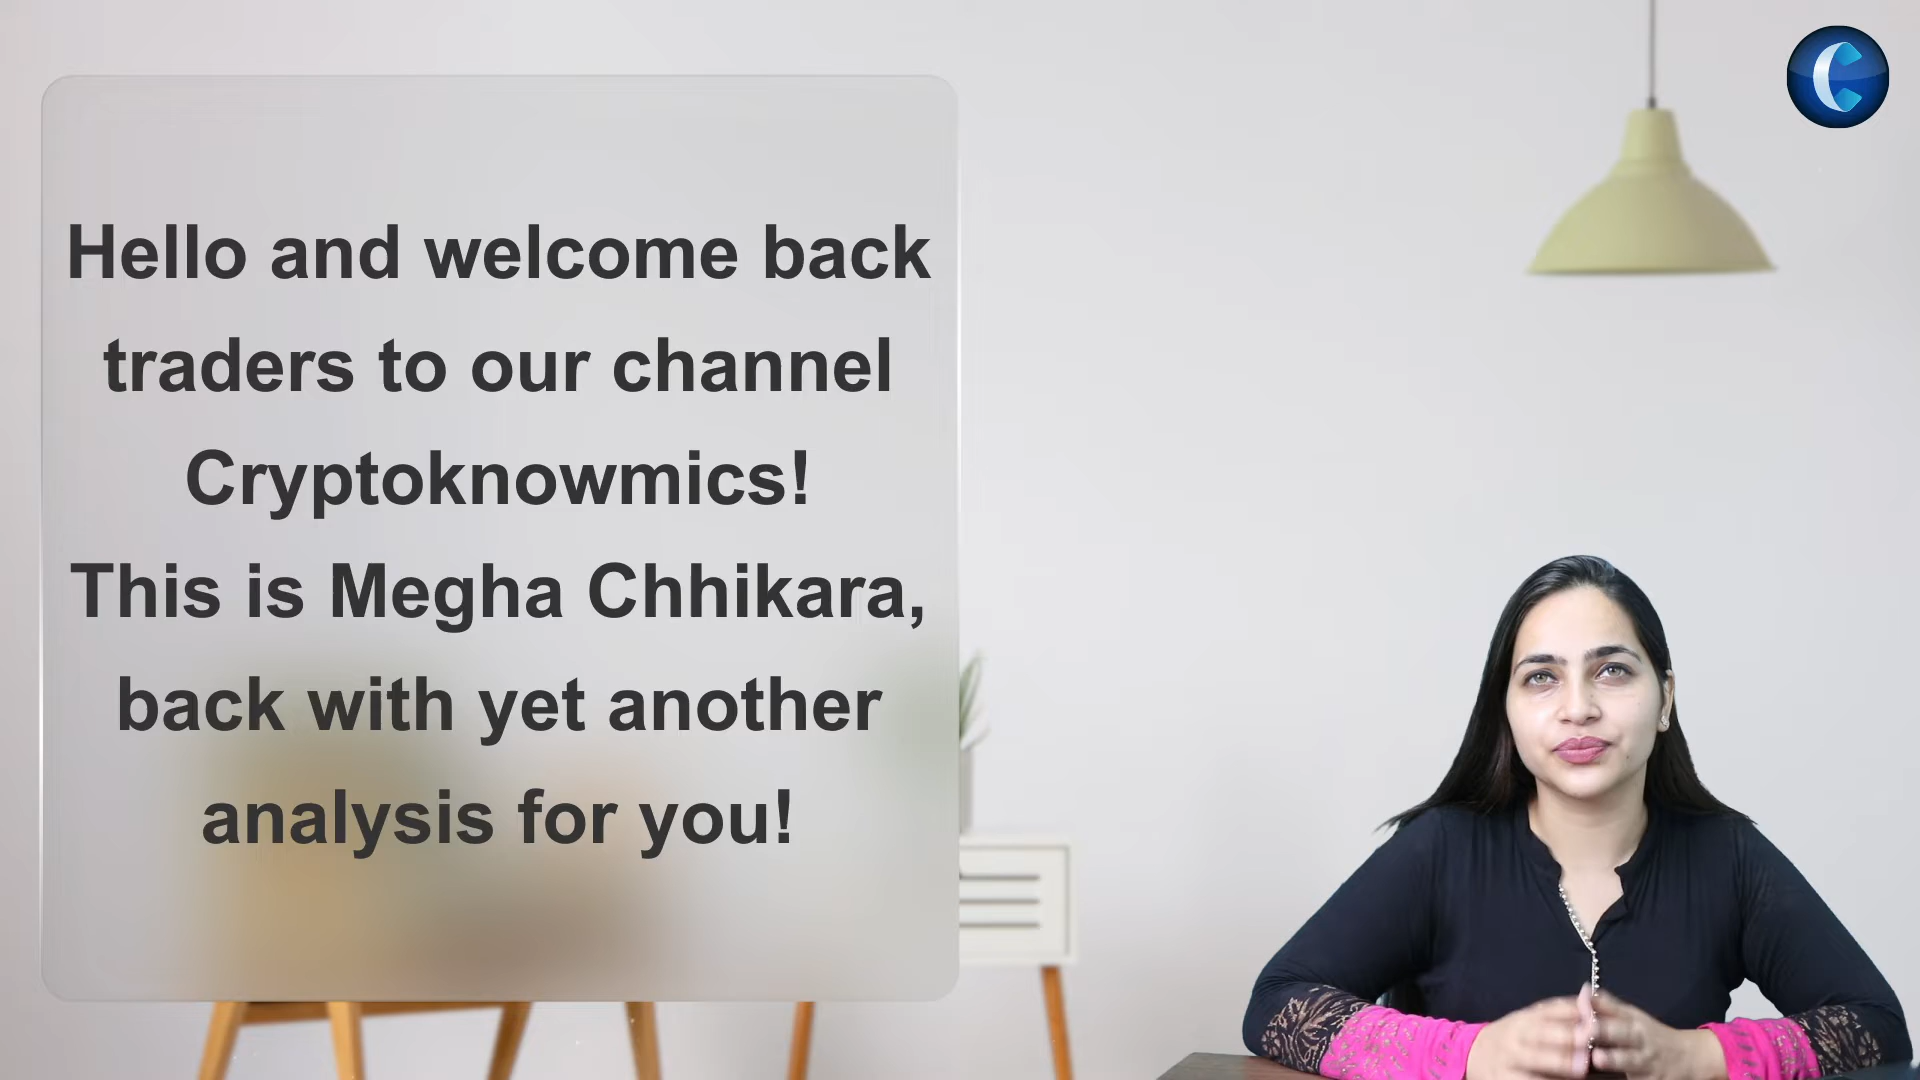 Hello and welcome back
traders to our channel
Cryptoknowmics!
This is Megha Chhikara,
back with yet another
analysis for you!